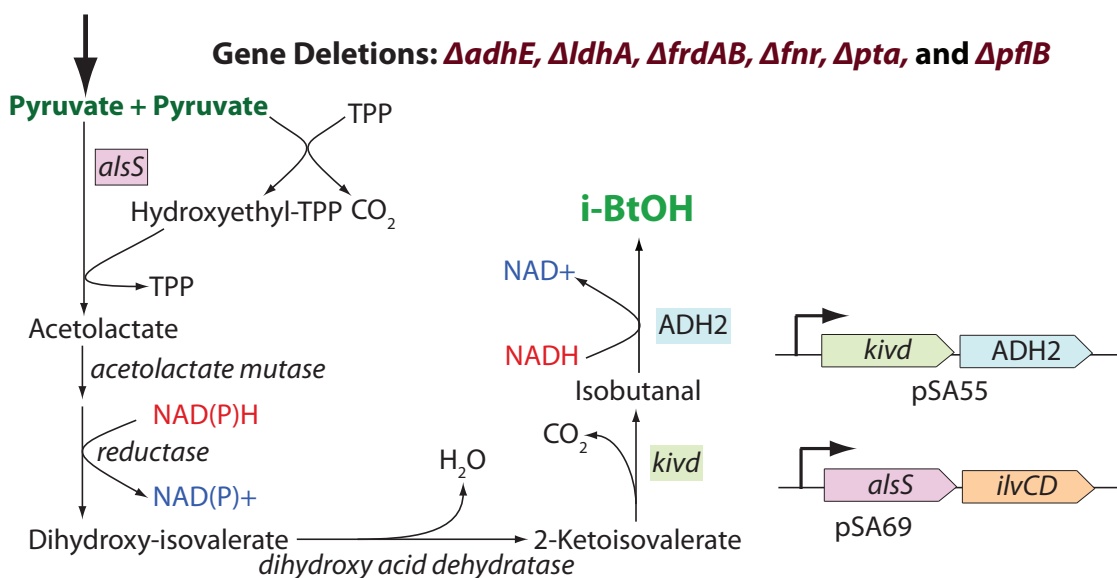 Gene Deletions: ΔadhE, ΔldhA, ΔfrdAB, Δfnr, Δpta, and ΔpflB
Pyruvate + Pyruvate
TPP
alsS
Hydroxyethyl-TPP CO2
TPP
Acetolactate
acetolactate mutase
NAD(P)H
reductase
NAD(P)+
Dihydroxy-isovalerate
H2O
dihydroxy acid dehydratase
2-Ketoisovalerate
CO2
kivd
Isobutanal
NADH
ADH2
NAD+
i-BtOH
kivd ADH2
pSA55
alsS ilvCD
pSA69